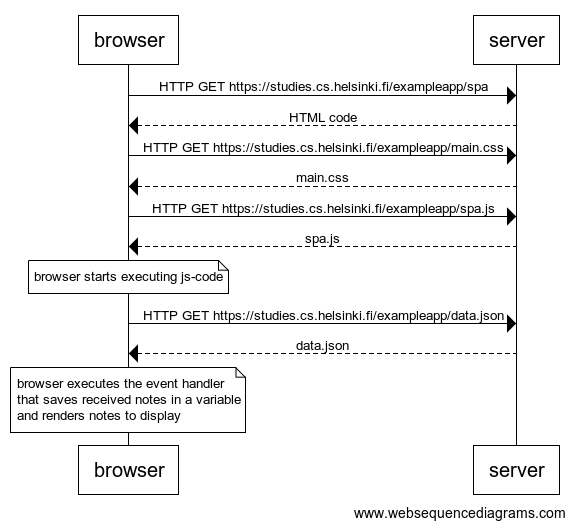 browser
server
HTTP GET https://studies.cs.helsinki.fi/exampleapp/spa
HTML code
HTTP GET https://studies.cs.helsinki.fi/exampleapp/main.css
main.css
HTTP GET https://studies.cs.helsinki.fi/exampleapp/spa.js
spa.js
browser starts executing js-code
HTTP GET https://studies.cs.helsinki.fi/exampleapp/data.json
data.json
browser executes the event handler
that saves received notes in a variable
and renders notes to display
browser
server
www.websequencediagrams.com